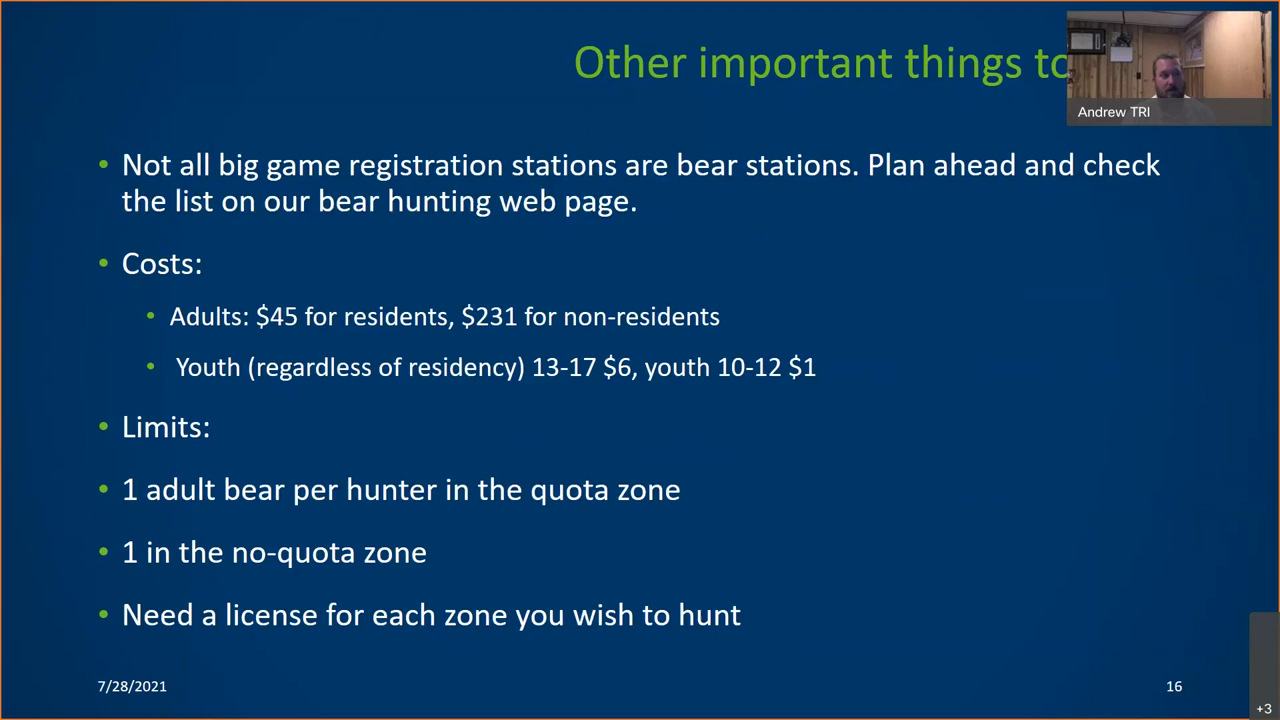 Other important things to
Andrew TRI
• Not all big game registration stations are bear stations. Plan ahead and check
the list on our bear hunting web page.
• Costs:
• Adults: $45 for residents, $231 for non-residents
• Youth (regardless of residency) 13-17 $6, youth 10-12 $1
• Limits:
• 1 adult bear per hunter in the quota zone
• 1 in the no-quota zone
• Need a license for each zone you wish to hunt
7/28/2021
16
+3